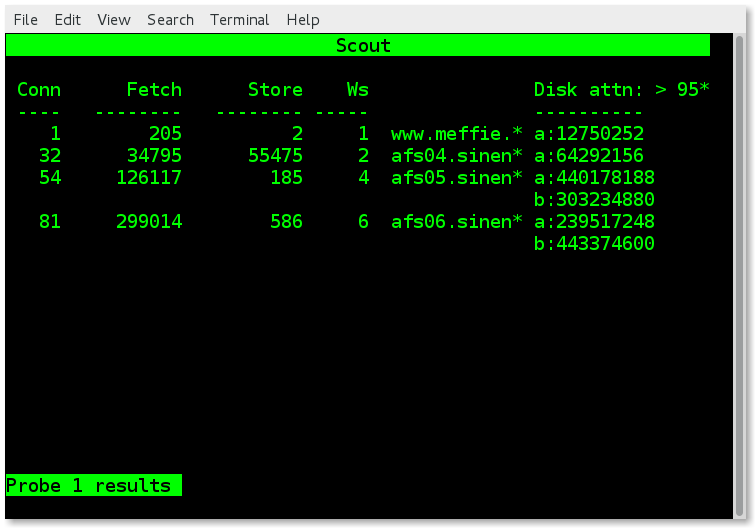 File Edit View Search Terminal Help
Scout
Conn Fetch Store Ws Disk attn: > 95*
---- -------- -------- ----- ----------
1 205 2 1 www.meffie.* a:12750252
32 34795 55475 2 afs04.sinen* a:64292156
54 126117 185 4 afs05.sinen* a:440178188
b:303234880
81 299014 586 6 afs06.sinen* a:239517248
b:443374600
Probe 1 results